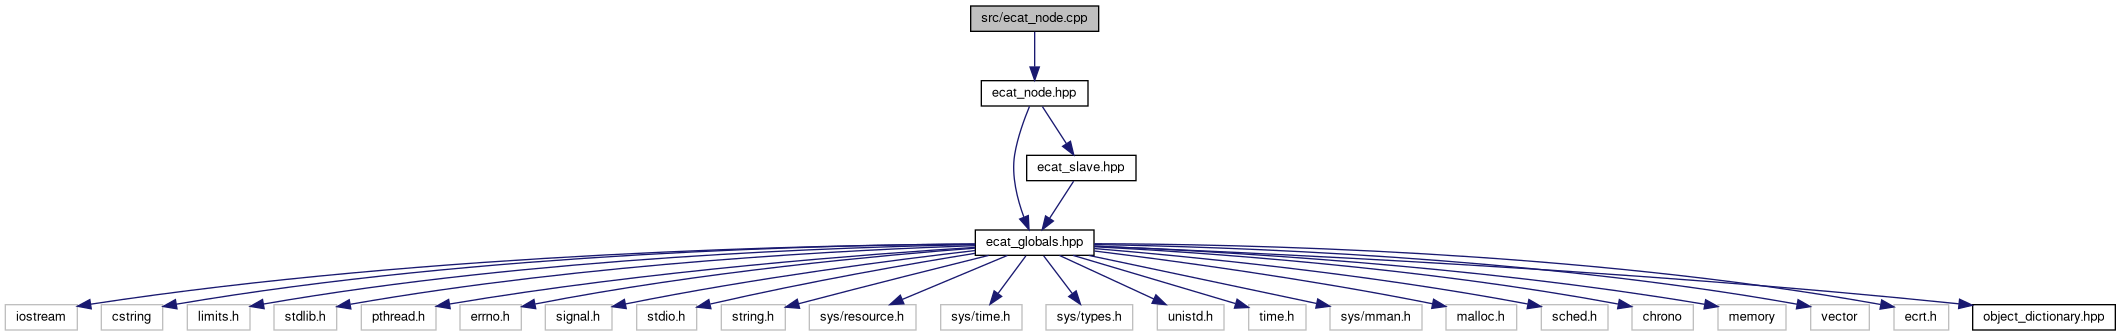 src/ecat_node.cpp
ecat_node.hpp
ecat_slave.hpp
ecat_globals.hpp
iostream
cstring
limits.h
stdlib.h
pthread.h
errno.h
signal.h
stdio.h
string.h
sys/resource.h
sys/time.h
sys/types.h
unistd.h
time.h
sys/mman.h
malloc.h
sched.h
chrono
memory
vector
ecrt.h
object_dictionary.hpp